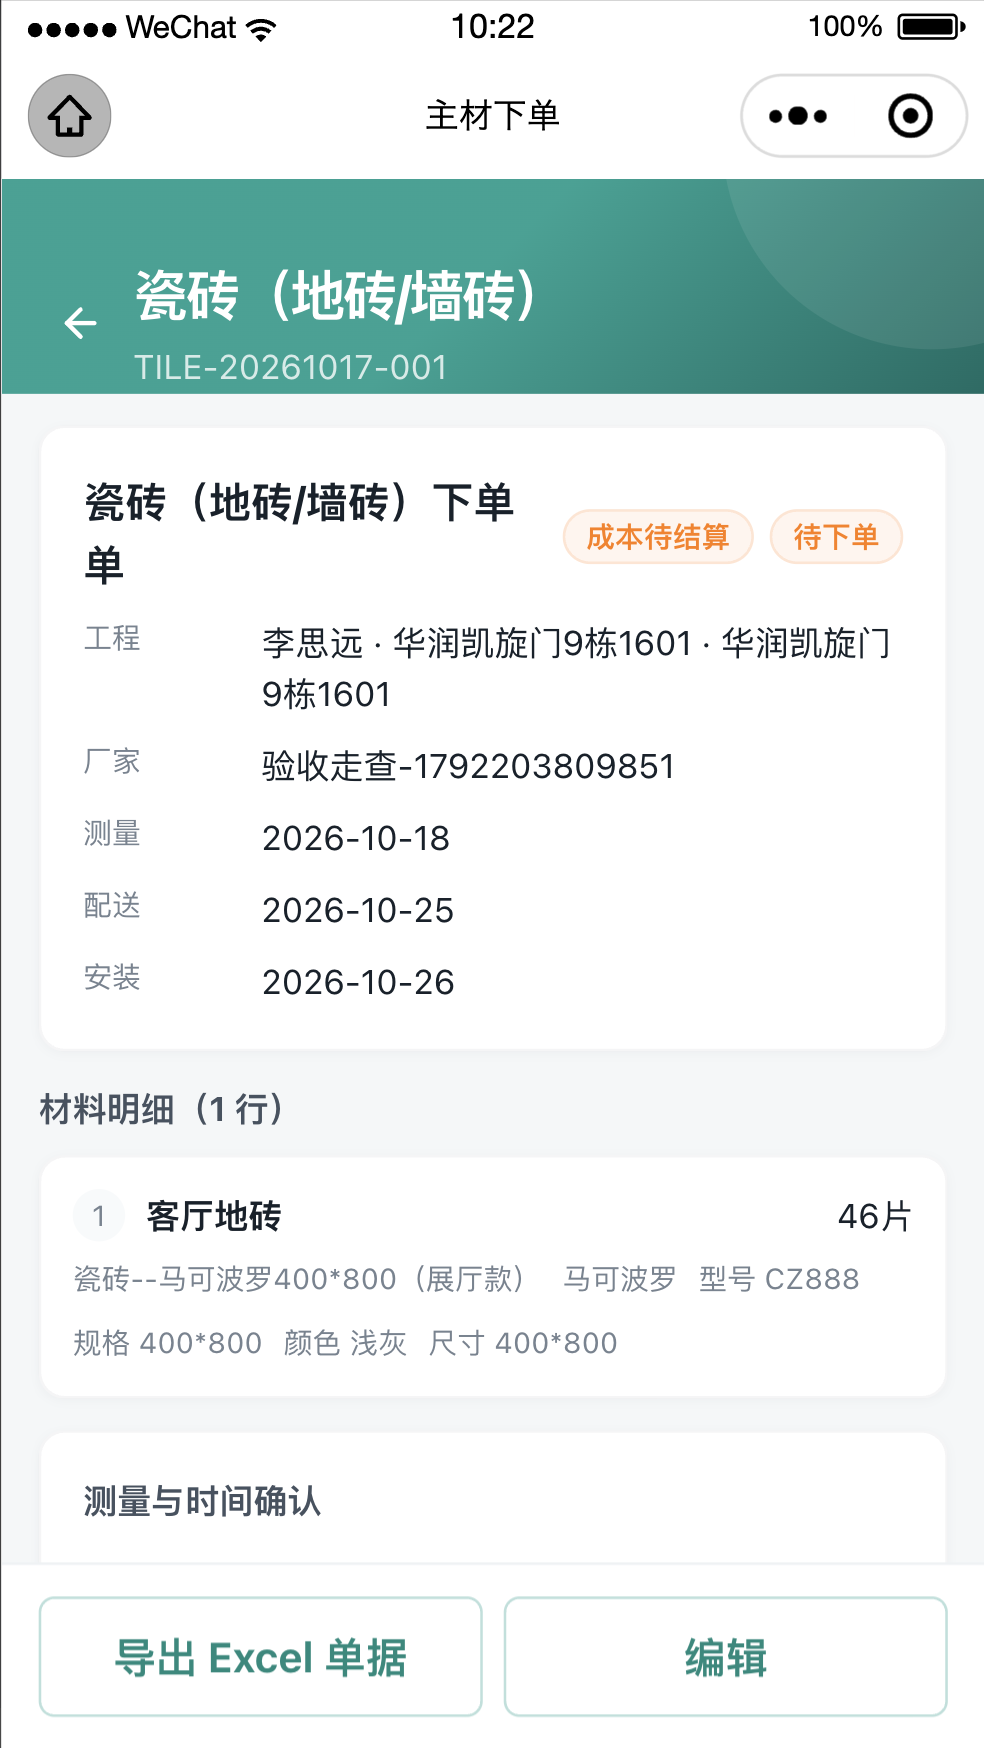 WeChat 10:22 100%
主材下单
瓷砖（地砖/墙砖）
TILE-20261017-001
瓷砖（地砖/墙砖）下单
单
成本待结算 待下单
工程 李思远 · 华润凯旋门9栋1601 · 华润凯旋门
9栋1601
厂家 验收走查-1792203809851
测量 2026-10-18
配送 2026-10-25
安装 2026-10-26
材料明细（1 行）
1 客厅地砖 46片
瓷砖--马可波罗400*800（展厅款） 马可波罗 型号 CZ888
规格 400*800 颜色 浅灰 尺寸 400*800
测量与时间确认
导出 Excel 单据 编辑